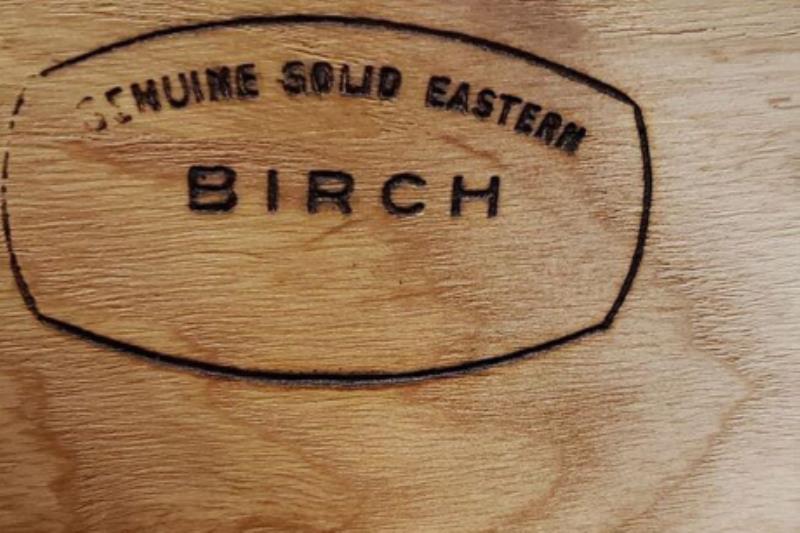 GENUINE SOLID EASTERN
BIRCH